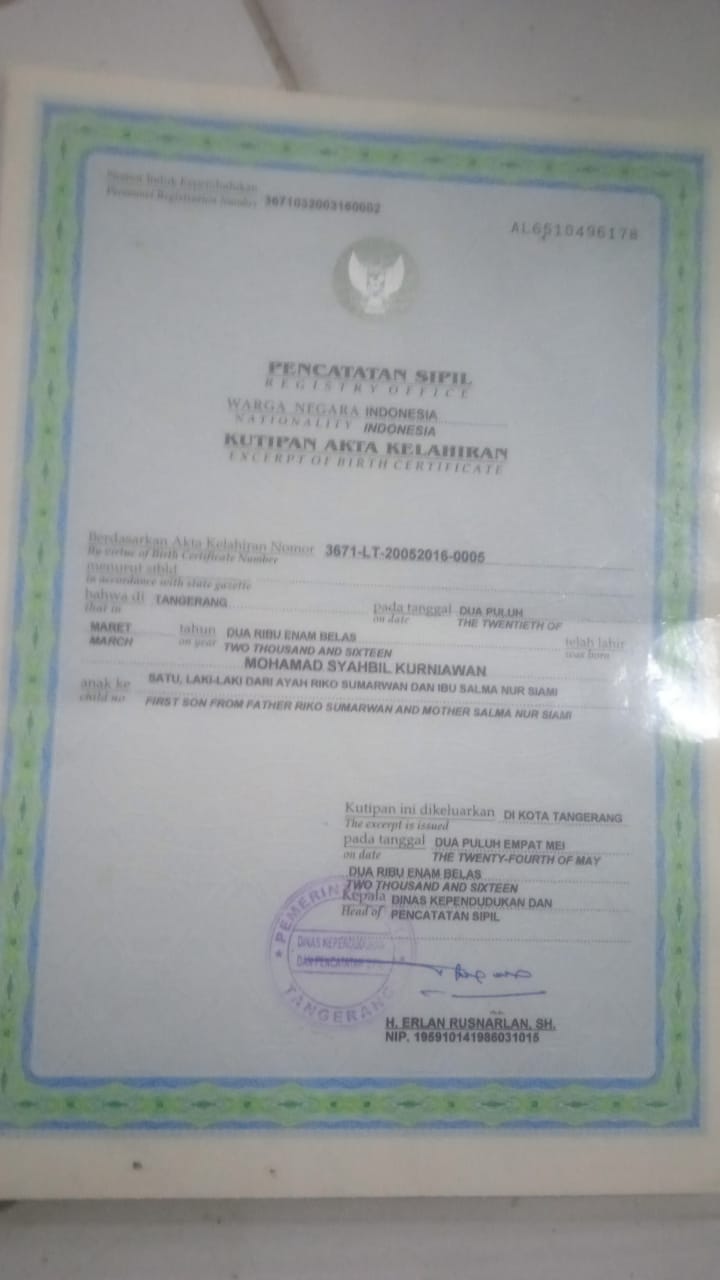 Nomor Induk Kependudukan
Personnel Registration Number 3671032003160002
AL6510496178
PENCATATAN SIPIL
REGISTRY OFFICE
WARGA NEGARA INDONESIA
NATIONALITY INDONESIA
KUTIPAN AKTA KELAHIRAN
EXCERPT OF BIRTH CERTIFICATE
Berdasarkan Akta Kelahiran Nomor 3671-LT-20052016-0005
By virtue of Birth Certificate Number
menurut stbld
in accordance with state gazette
bahwa di TANGERANG pada tanggal DUA PULUH
that in on date THE TWENTIETH OF
MARET tahun DUA RIBU ENAM BELAS telah lahir
MARCH on year TWO THOUSAND AND SIXTEEN was born
MOHAMAD SYAHBIL KURNIAWAN
anak ke SATU, LAKI-LAKI DARI AYAH RIKO SUMARWAN DAN IBU SALMA NUR SIAMI
child no FIRST SON FROM FATHER RIKO SUMARWAN AND MOTHER SALMA NUR SIAMI
Kutipan ini dikeluarkan DI KOTA TANGERANG
The excerpt is issued
pada tanggal DUA PULUH EMPAT MEI
on date THE TWENTY-FOURTH OF MAY
DUA RIBU ENAM BELAS
TWO THOUSAND AND SIXTEEN
Kepala DINAS KEPENDUDUKAN DAN
Head of PENCATATAN SIPIL
DINAS KEPENDUDUKAN
DAN PENCATATAN SIPIL
TANGERANG
H. ERLAN RUSNARLAN, SH.
NIP. 195910141986031015